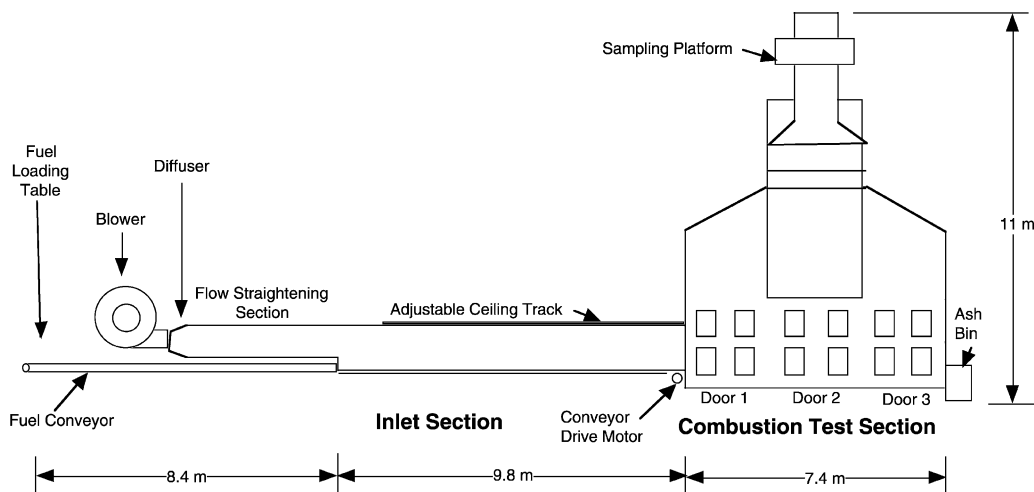 Sampling Platform
Fuel
Loading
Table
Diffuser
Blower
11 m
Flow Straightening
Section
Adjustable Ceiling Track
Ash
Bin
Fuel Conveyor
Inlet Section
Conveyor
Drive Motor
Door 1
Door 2
Door 3
Combustion Test Section
8.4 m
9.8 m
7.4 m